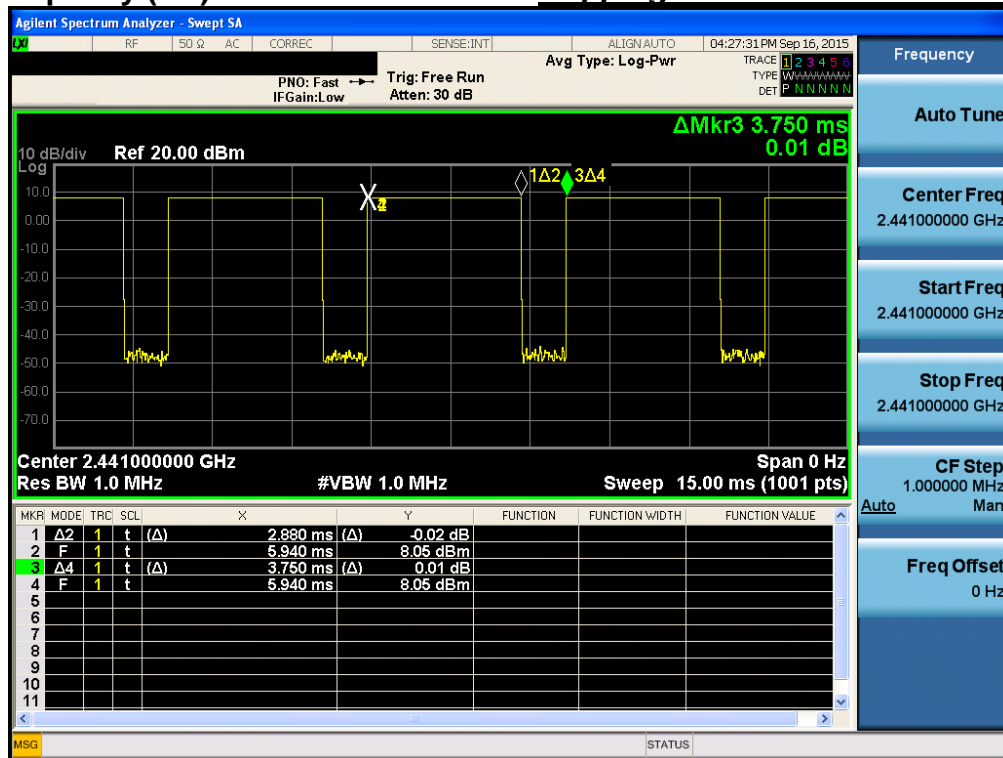 Agilent Spectrum Analyzer - Swept SA
LXI RF 50 Ω AC CORREC SENSE:INT ALIGN AUTO 04:27:31 PM Sep 16, 2015
Avg Type: Log-Pwr
TRACE 1 2 3 4 5 6
PNO: Fast Trig: Free Run
TYPE WWWWWW
IFGain:Low Atten: 30 dB
DET P N N N N N
Frequency
Auto Tune
ΔMkr3 3.750 ms
0.01 dB
10 dB/div Ref 20.00 dBm
Log
1Δ2 3Δ4
10.0
0.00
-10.0
-20.0
-30.0
-40.0
-50.0
-60.0
-70.0
Center 2.441000000 GHz Span 0 Hz
Res BW 1.0 MHz #VBW 1.0 MHz Sweep 15.00 ms (1001 pts)
Center Freq
2.441000000 GHz
Start Freq
2.441000000 GHz
Stop Freq
2.441000000 GHz
CF Step
1.000000 MHz
Auto Man
Freq Offset
0 Hz
MKR MODE TRC SCL X Y FUNCTION FUNCTION WIDTH FUNCTION VALUE
1 Δ2 1 t (Δ) 2.880 ms (Δ) -0.02 dB
2 F 1 t 5.940 ms 8.05 dBm
3 Δ4 1 t (Δ) 3.750 ms (Δ) 0.01 dB
4 F 1 t 5.940 ms 8.05 dBm
5
6
7
8
9
10
11
MSG STATUS